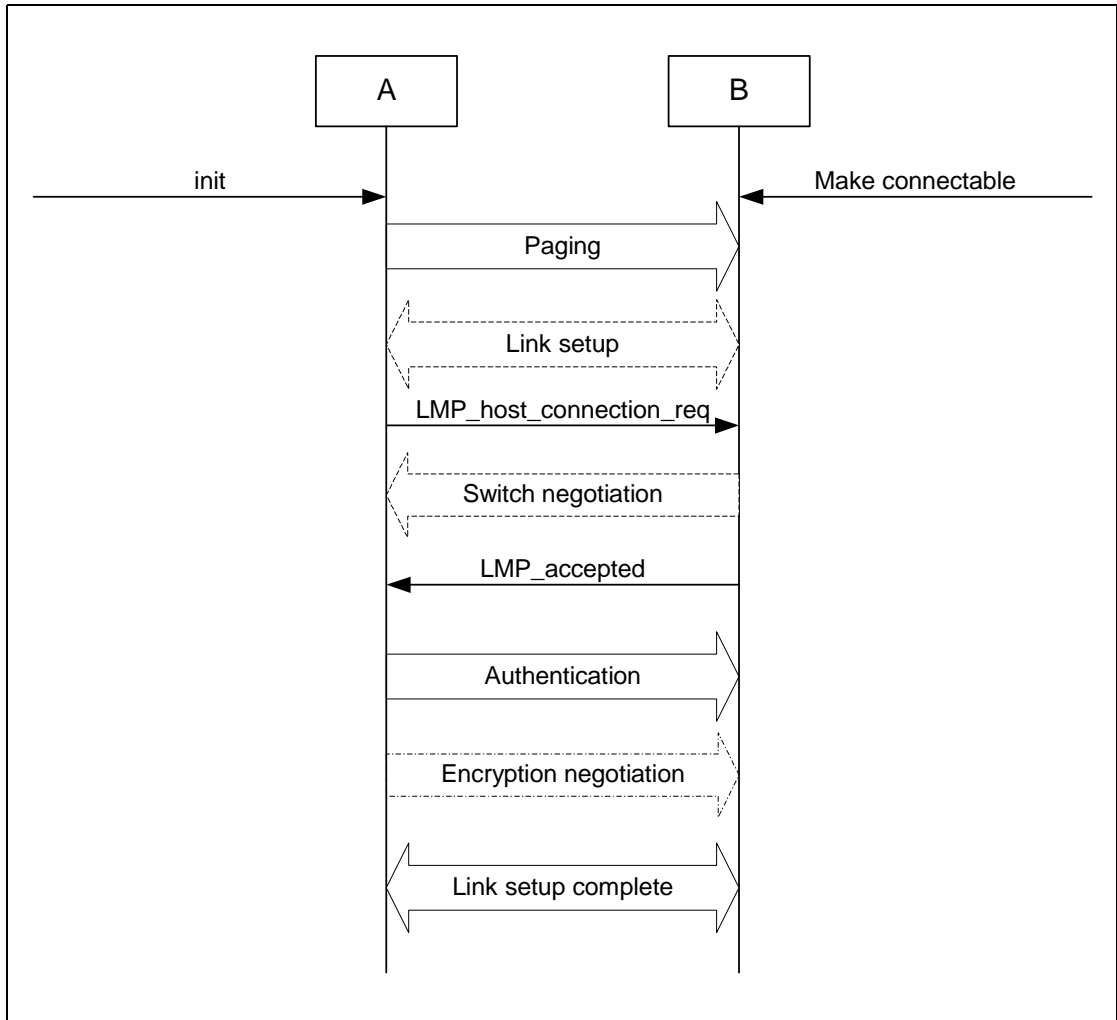 A
B
init
Make connectable
Paging
Link setup
LMP_host_connection_req
Switch negotiation
LMP_accepted
Authentication
Encryption negotiation
Link setup complete